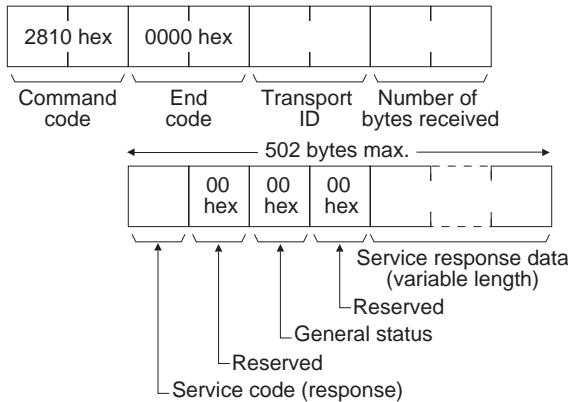 2810 hex 0000 hex
Command code End code Transport ID Number of bytes received
502 bytes max.
00 hex 00 hex 00 hex
Service response data (variable length)
Reserved
General status
Reserved
Service code (response)